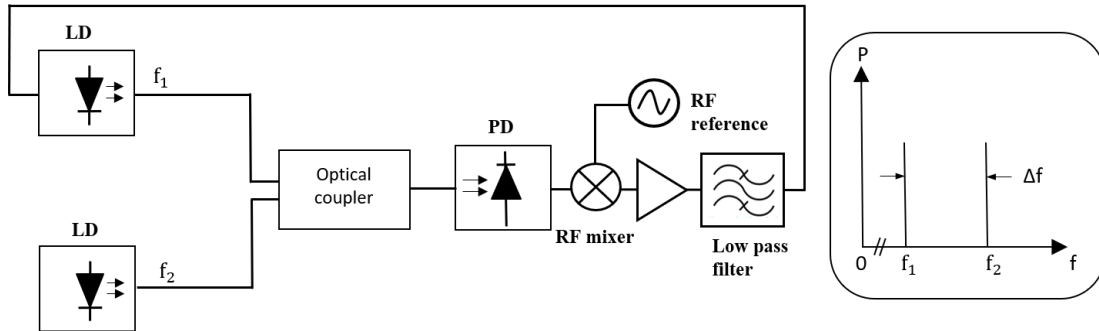 LD
f₁
LD
f₂
Optical
coupler
PD
RF mixer
RF
reference
Low pass
filter
P
Δf
0
f₁
f₂
f